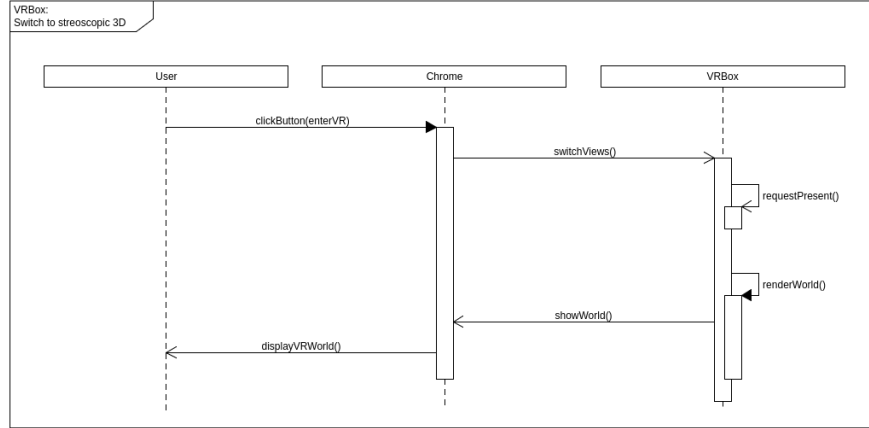 VRBox:
Switch to streoscopic 3D
User
Chrome
VRBox
clickButton(enterVR)
switchViews()
requestPresent()
renderWorld()
showWorld()
displayVRWorld()